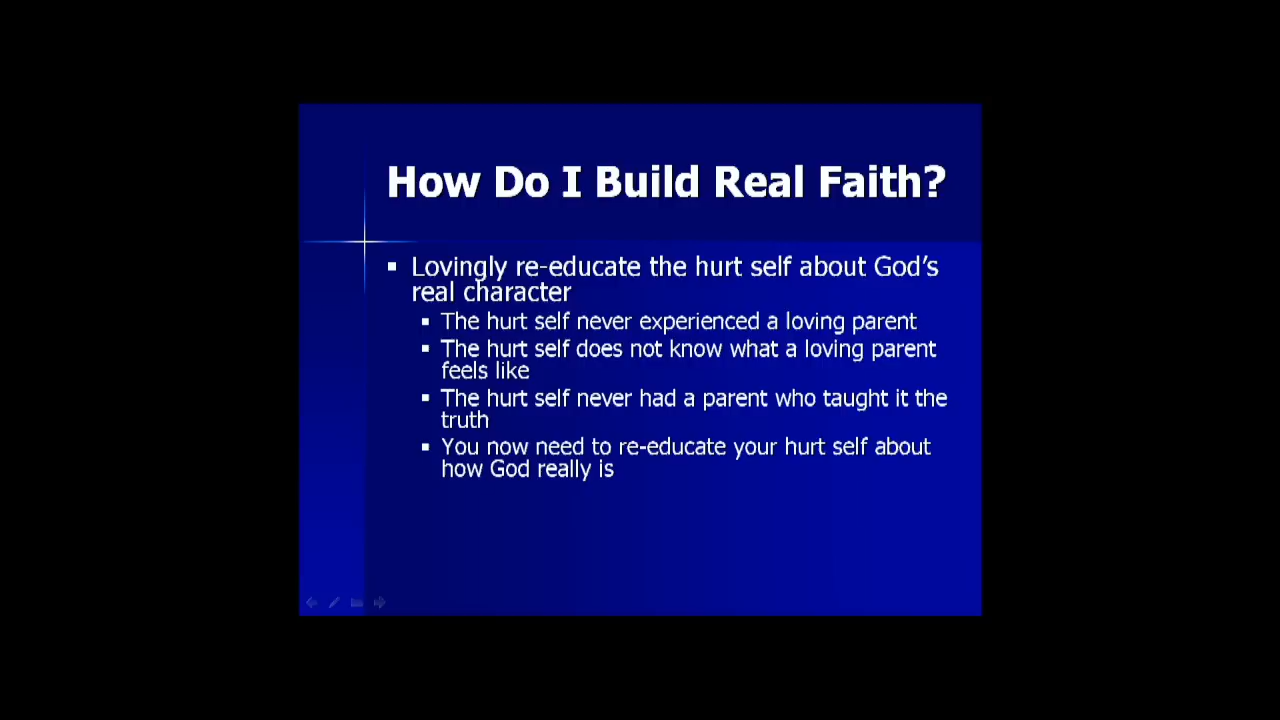 How Do I Build Real Faith?
▪ Lovingly re-educate the hurt self about God’s
real character
▪ The hurt self never experienced a loving parent
▪ The hurt self does not know what a loving parent
feels like
▪ The hurt self never had a parent who taught it the
truth
▪ You now need to re-educate your hurt self about
how God really is